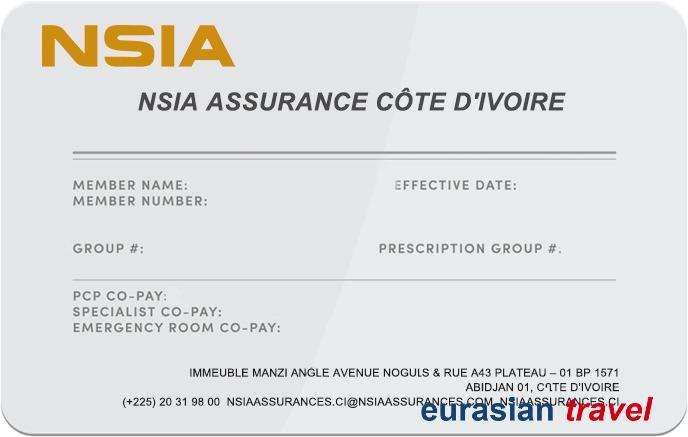 NSIA
NSIA ASSURANCE CÔTE D'IVOIRE
MEMBER NAME: EFFECTIVE DATE:
MEMBER NUMBER:
GROUP #: PRESCRIPTION GROUP #.
PCP CO-PAY:
SPECIALIST CO-PAY:
EMERGENCY ROOM CO-PAY:
IMMEUBLE MANZI ANGLE AVENUE NOGULS & RUE A43 PLATEAU – 01 BP 1571
ABIDJAN 01, CÔTE D'IVOIRE
(+225) 20 31 98 00 NSIAASSURANCES.CI@NSIAASSURANCES.COM NSIAASSURANCES.CI
eurasian travel